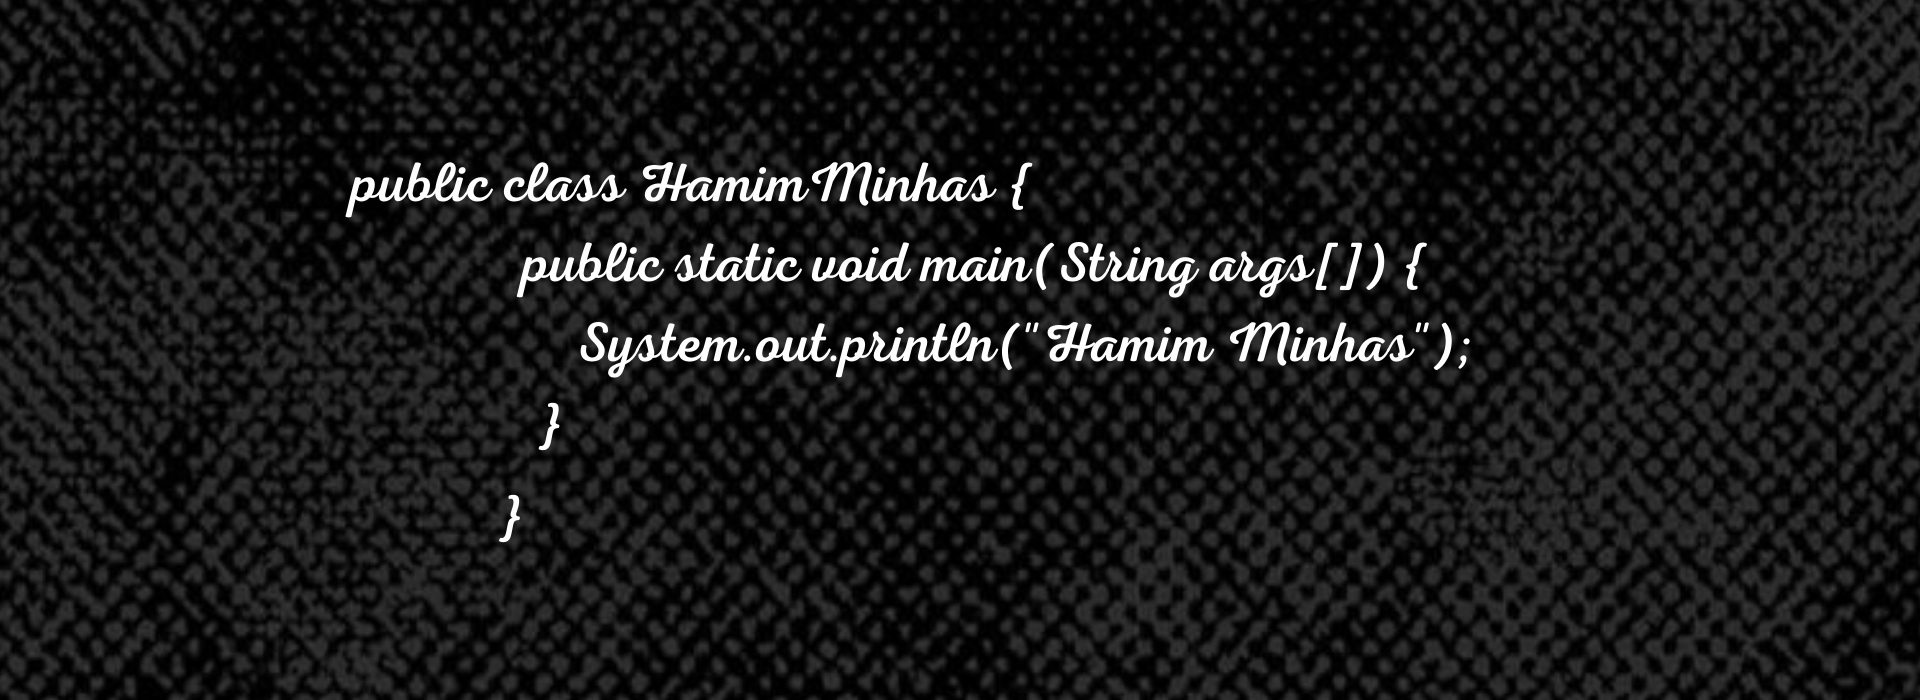 public class HamimMinhas {
public static void main(String args[]) {
System.out.println("Hamim Minhas");
}
}